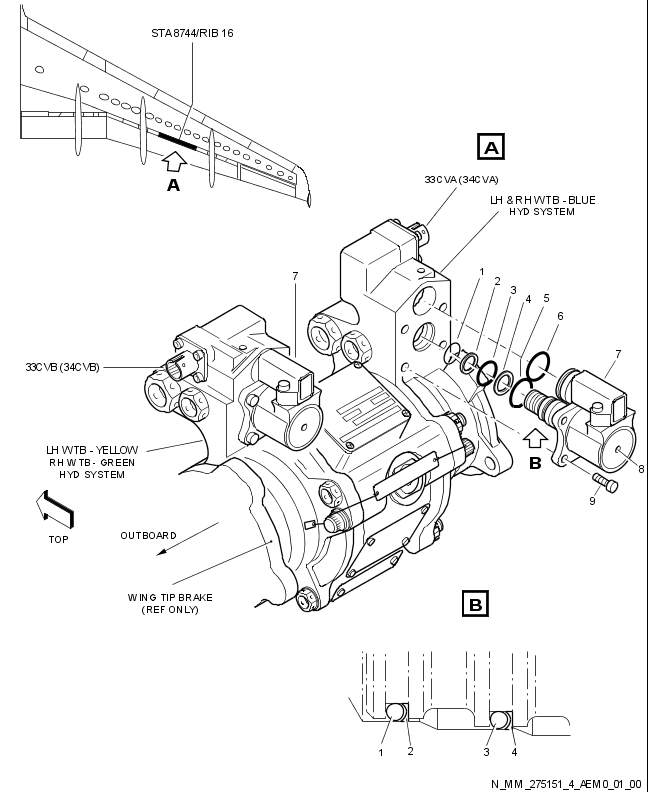 STA 8744/RIB 16
A
A
33CVA (34CVA)
LH & RH WTB - BLUE
HYD SYSTEM
7
1
2
3
4
5
6
7
33CVB (34CVB)
LH WTB - YELLOW
RH WTB - GREEN
HYD SYSTEM
B
8
9
TOP
OUTBOARD
WING TIP BRAKE
(REF ONLY)
B
1
2
3
4
N_MM_275151_4_AEM0_01_00